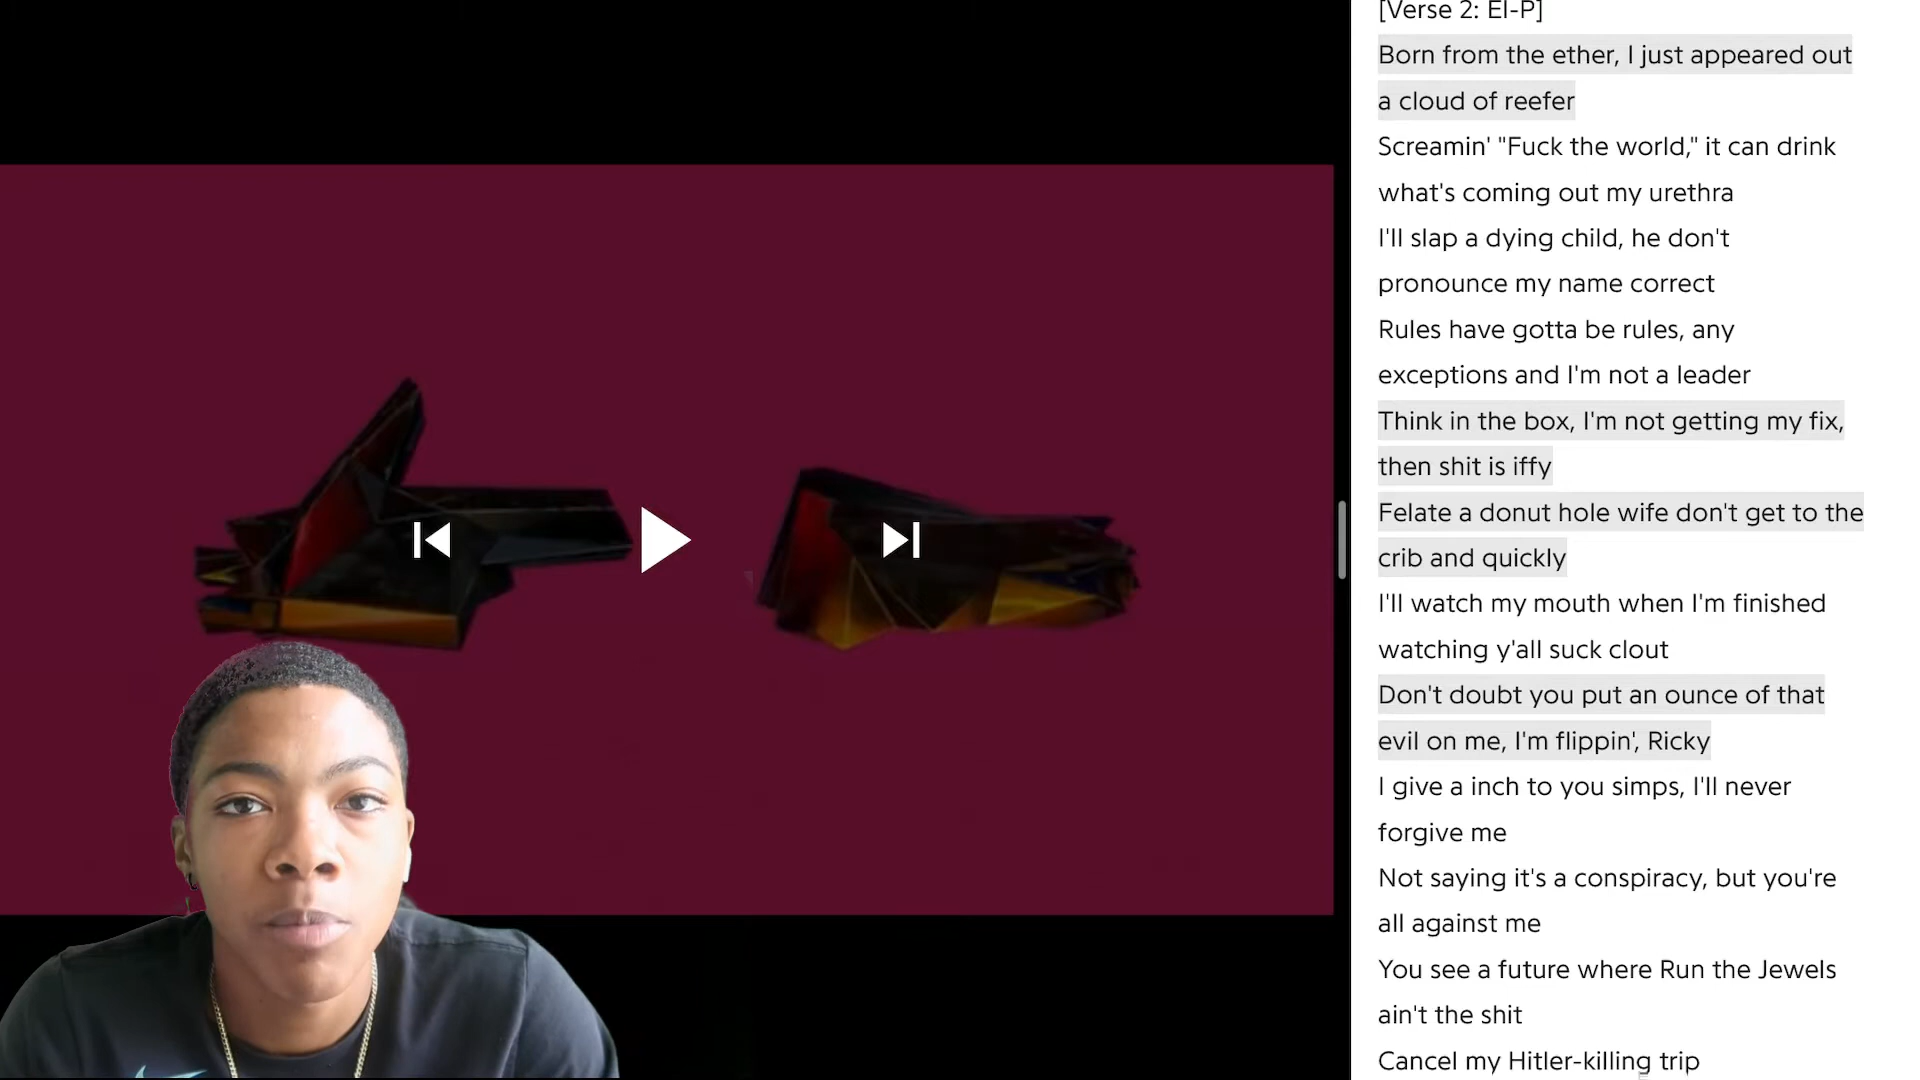 [Verse 2: El-P]
Born from the ether, I just appeared out
a cloud of reefer
Screamin' "Fuck the world," it can drink
what's coming out my urethra
I'll slap a dying child, he don't
pronounce my name correct
Rules have gotta be rules, any
exceptions and I'm not a leader
Think in the box, I'm not getting my fix,
then shit is iffy
Felate a donut hole wife don't get to the
crib and quickly
I'll watch my mouth when I'm finished
watching y'all suck clout
Don't doubt you put an ounce of that
evil on me, I'm flippin', Ricky
I give a inch to you simps, I'll never
forgive me
Not saying it's a conspiracy, but you're
all against me
You see a future where Run the Jewels
ain't the shit
Cancel my Hitler-killing trip